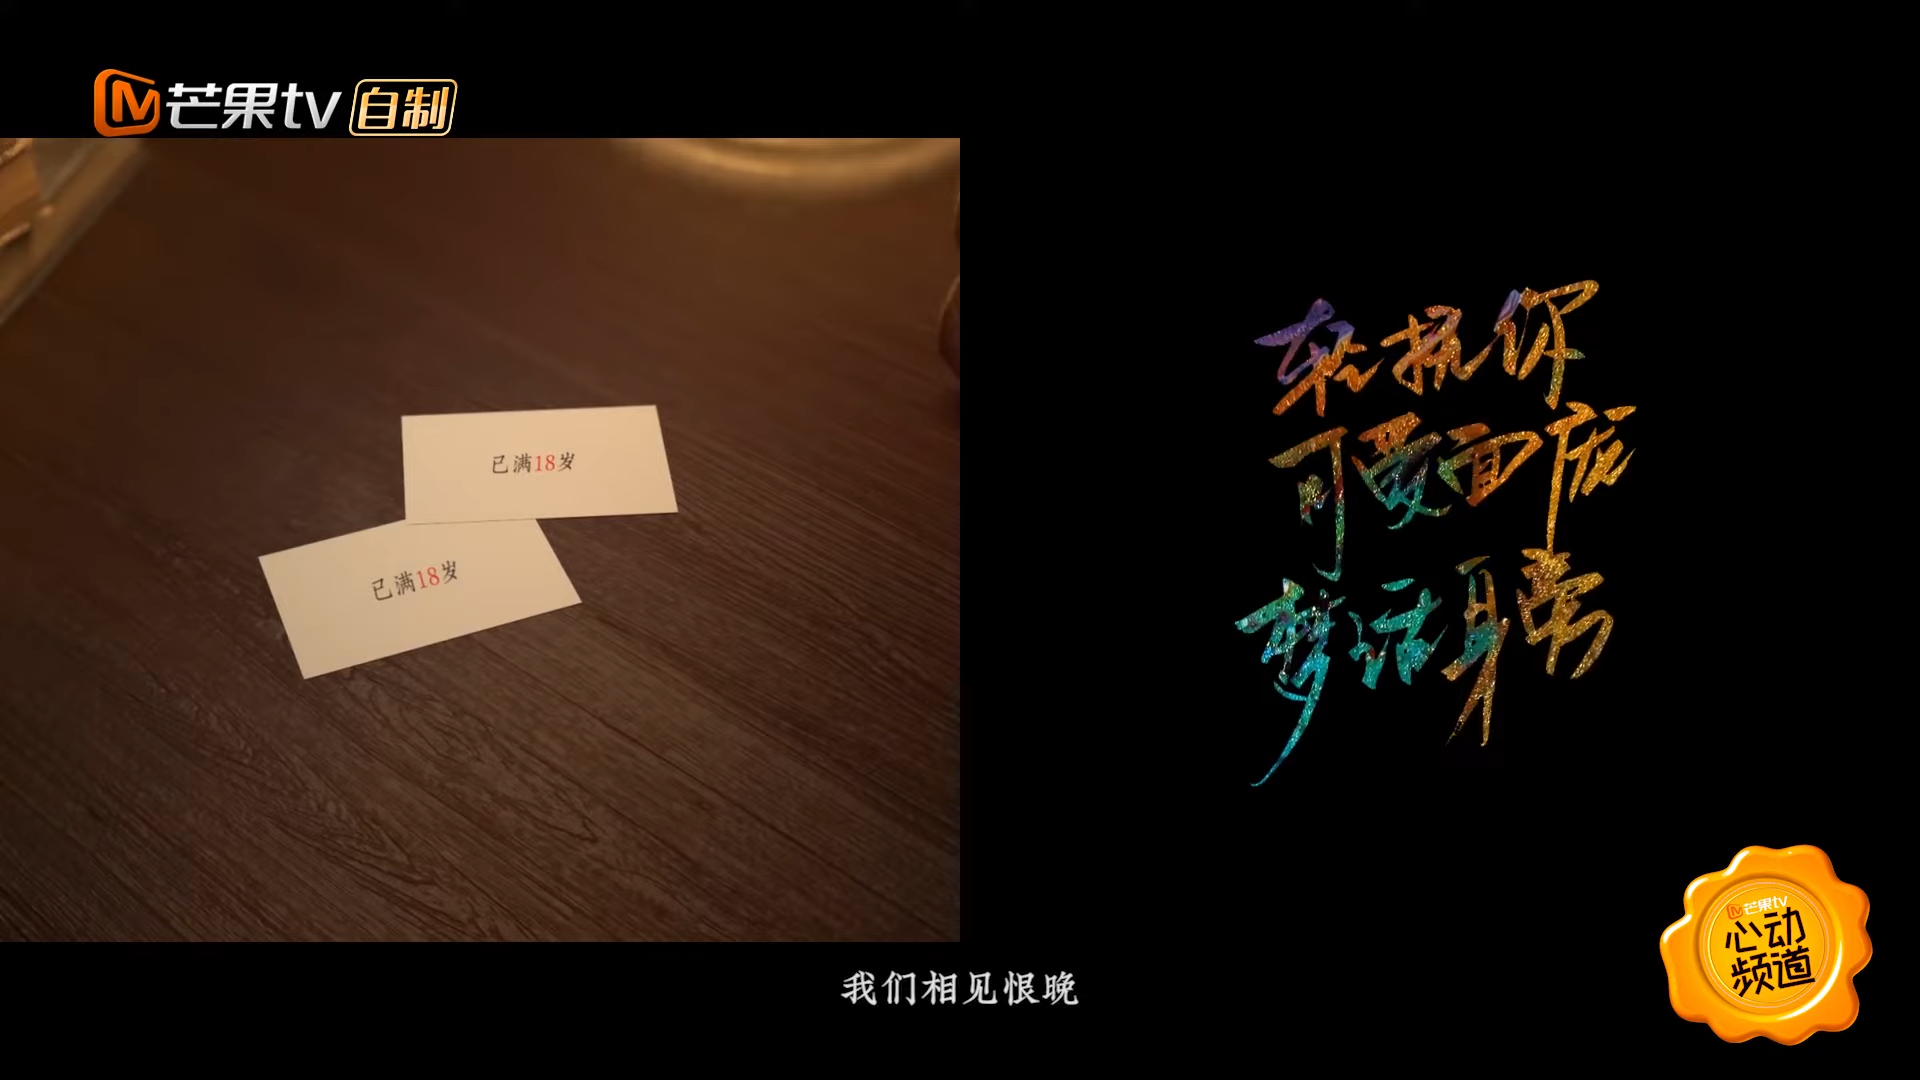 芒果tv 自制
已满18岁
已满18岁
轻抚你
可爱面庞
梦话身旁
我们相见恨晚
芒果tv
心动
频道